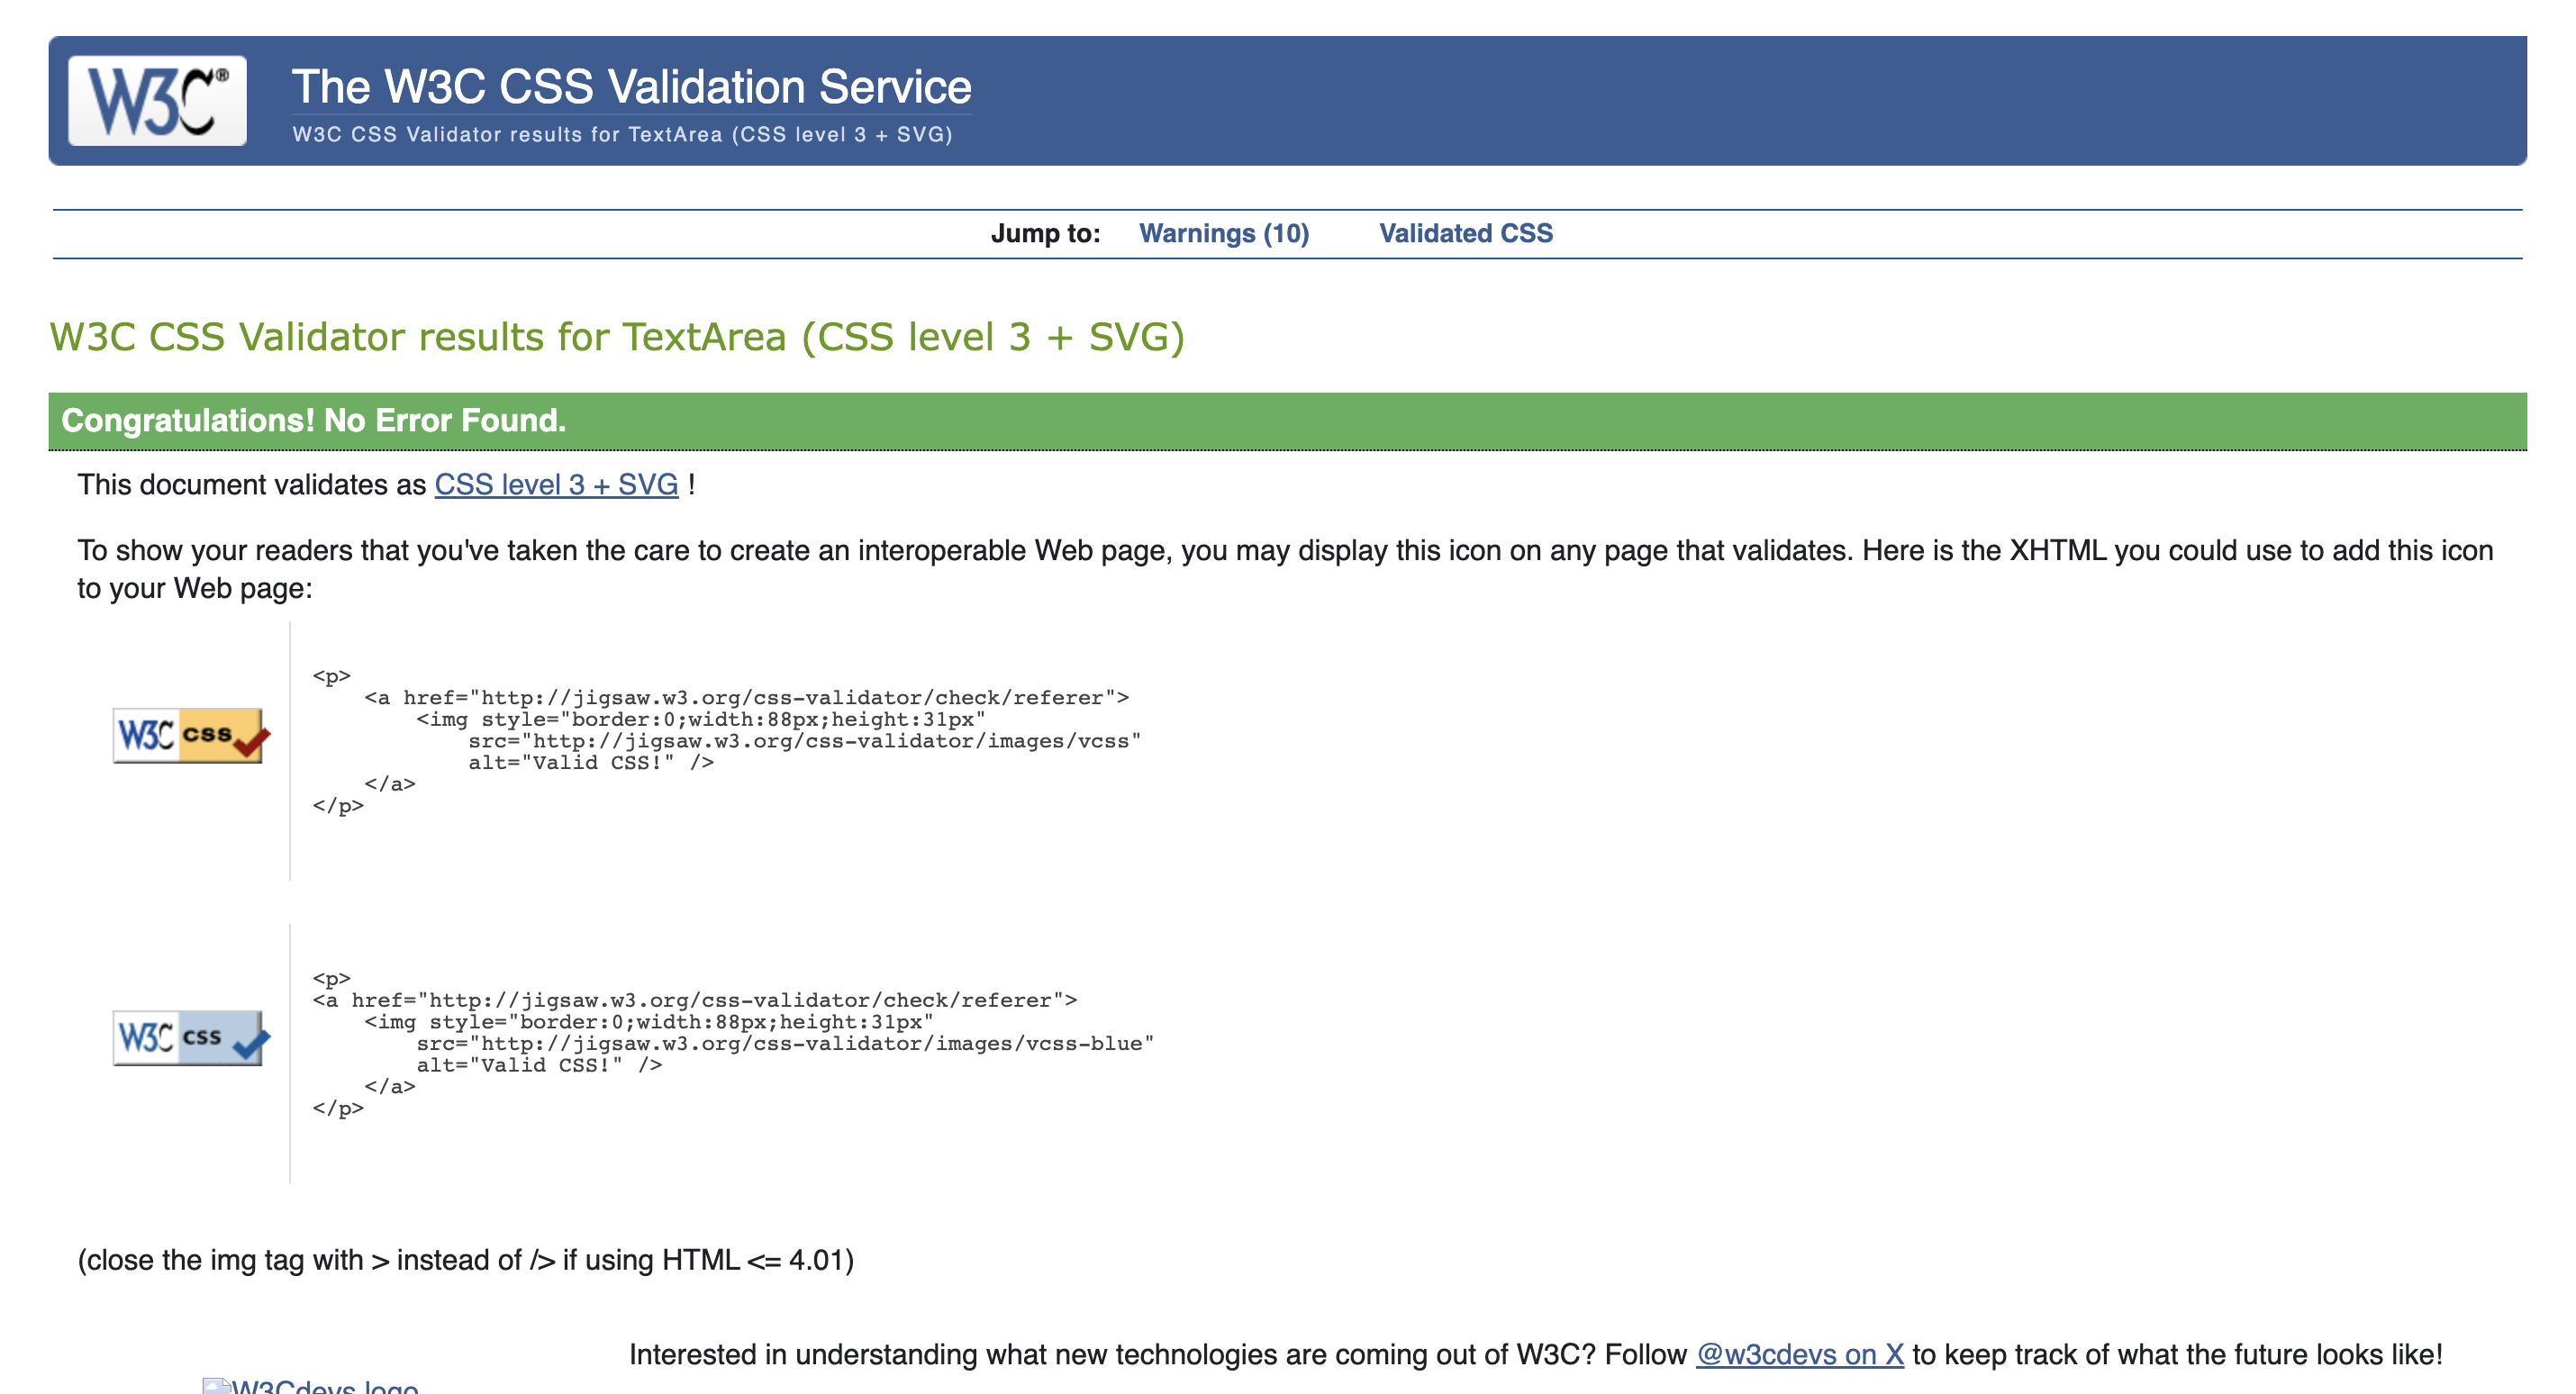 W3C®
The W3C CSS Validation Service
W3C CSS Validator results for TextArea (CSS level 3 + SVG)
Jump to: Warnings (10) Validated CSS
W3C CSS Validator results for TextArea (CSS level 3 + SVG)
Congratulations! No Error Found.
This document validates as CSS level 3 + SVG !
To show your readers that you've taken the care to create an interoperable Web page, you may display this icon on any page that validates. Here is the XHTML you could use to add this icon
to your Web page:
W3C css
<p>
    <a href="http://jigsaw.w3.org/css-validator/check/referer">
        <img style="border:0;width:88px;height:31px"
            src="http://jigsaw.w3.org/css-validator/images/vcss"
            alt="Valid CSS!" />
    </a>
</p>
W3C css
<p>
<a href="http://jigsaw.w3.org/css-validator/check/referer">
    <img style="border:0;width:88px;height:31px"
        src="http://jigsaw.w3.org/css-validator/images/vcss-blue"
        alt="Valid CSS!" />
    </a>
</p>
(close the img tag with > instead of /> if using HTML <= 4.01)
Interested in understanding what new technologies are coming out of W3C? Follow @w3cdevs on X to keep track of what the future looks like!
W3Cdevs logo